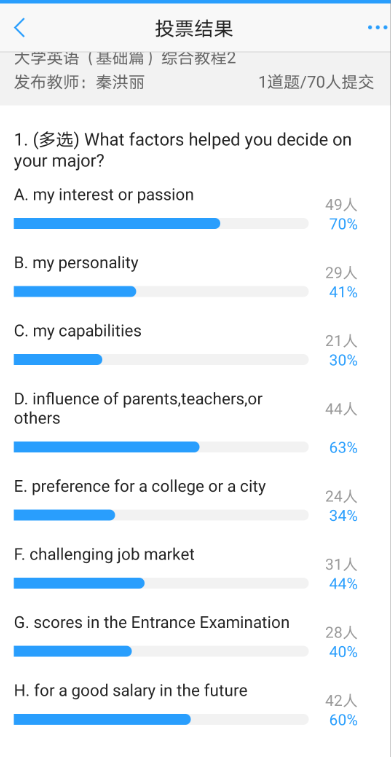 投票结果
大学英语（基础篇）综合教程2
发布教师：秦洪丽 1道题/70人提交
1. (多选) What factors helped you decide on
your major?
A. my interest or passion
49人
70%
B. my personality
29人
41%
C. my capabilities
21人
30%
D. influence of parents,teachers,or
others
44人
63%
E. preference for a college or a city
24人
34%
F. challenging job market
31人
44%
G. scores in the Entrance Examination
28人
40%
H. for a good salary in the future
42人
60%